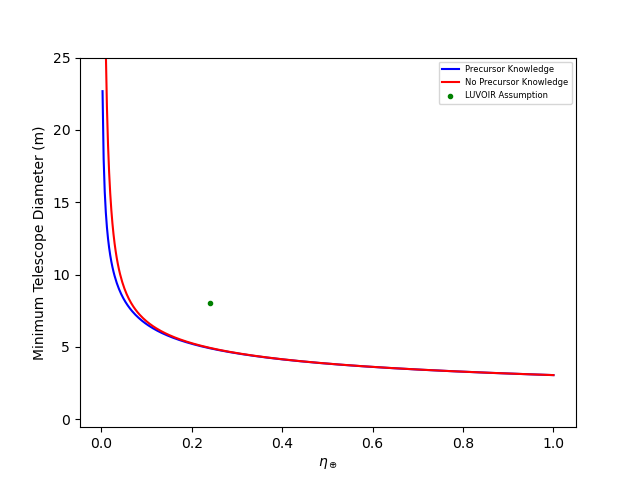 25
20
15
10
5
0
Minimum Telescope Diameter (m)
Precursor Knowledge
No Precursor Knowledge
LUVOIR Assumption
0.0 0.2 0.4 0.6 0.8 1.0
η⊕